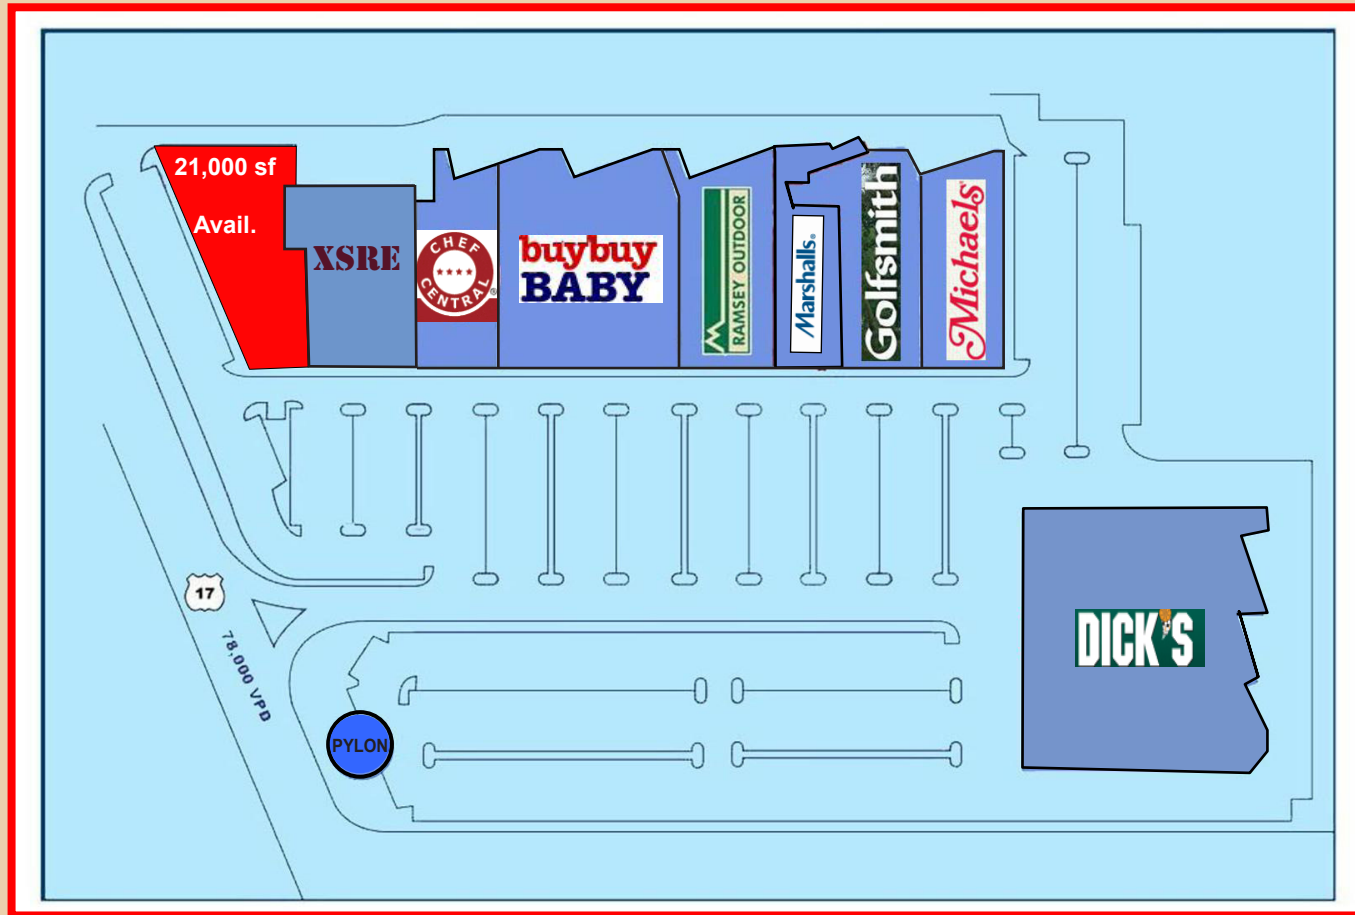 21,000 sf
Avail.
XSRE
CHEF
CENTRAL®
buybuy
BABY
RAMSEY OUTDOOR
Marshalls.
Golfsmith
Michaels
17
78,000 VPD
PYLON
DICK'S